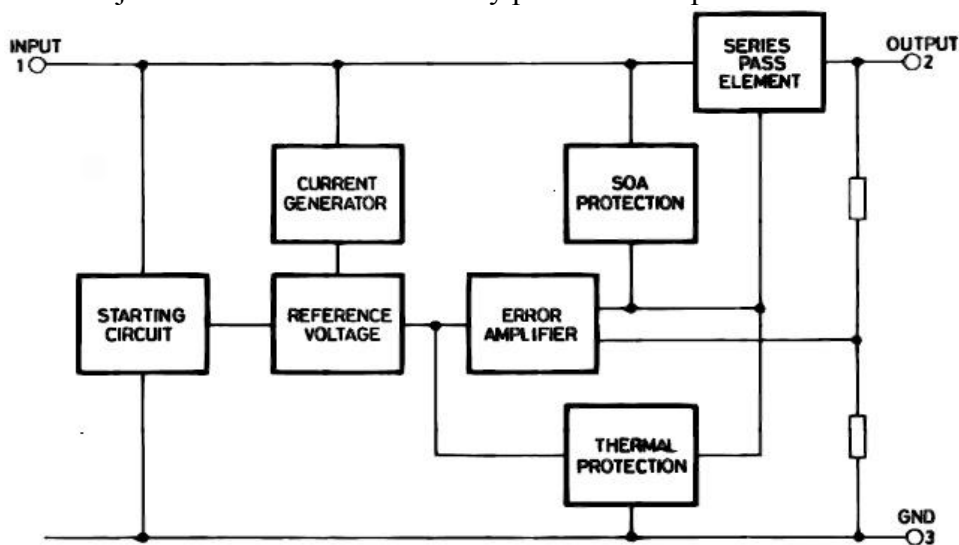 INPUT
1
SERIES
PASS
ELEMENT
OUTPUT
2
CURRENT
GENERATOR
SOA
PROTECTION
STARTING
CIRCUIT
REFERENCE
VOLTAGE
ERROR
AMPLIFIER
THERMAL
PROTECTION
GND
3